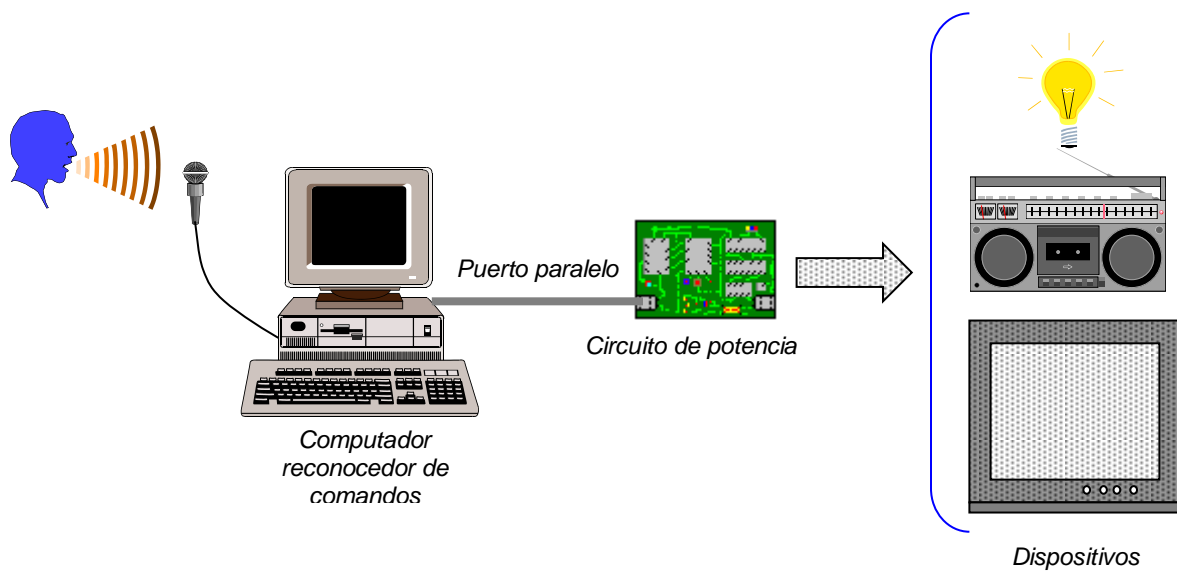 Puerto paralelo
Circuito de potencia
Computador
reconocedor de
comandos
Dispositivos